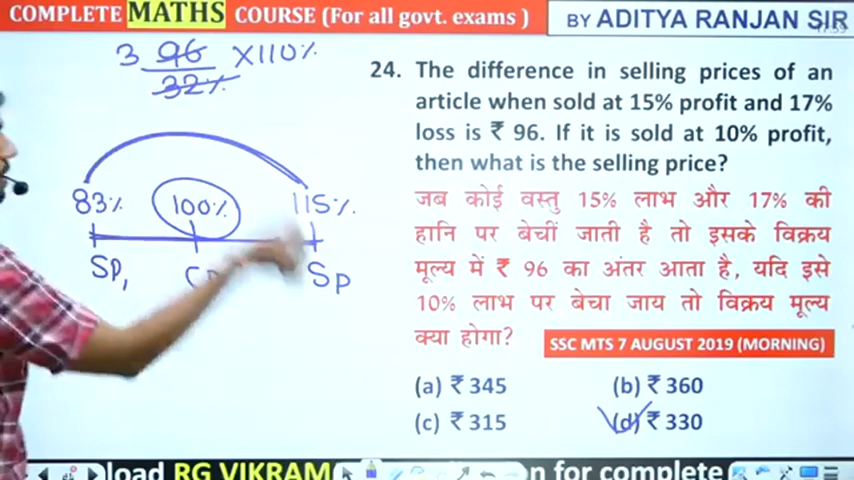 COMPLETE MATHS COURSE (For all govt. exams )
BY ADITYA RANJAN SIR
3 96 ×110%
32%
83% 100% 115%
SP1 SP
24. The difference in selling prices of an
article when sold at 15% profit and 17%
loss is ₹ 96. If it is sold at 10% profit,
then what is the selling price?
जब कोई वस्तु 15% लाभ और 17% की
हानि पर बेचीं जाती है तो इसके विक्रय
मूल्य में ₹ 96 का अंतर आता है, यदि इसे
10% लाभ पर बेचा जाय तो विक्रय मूल्य
क्या होगा?
SSC MTS 7 AUGUST 2019 (MORNING)
(a) ₹ 345 (b) ₹ 360
(c) ₹ 315 (d) ₹ 330
load RG VIKRAM on for complete